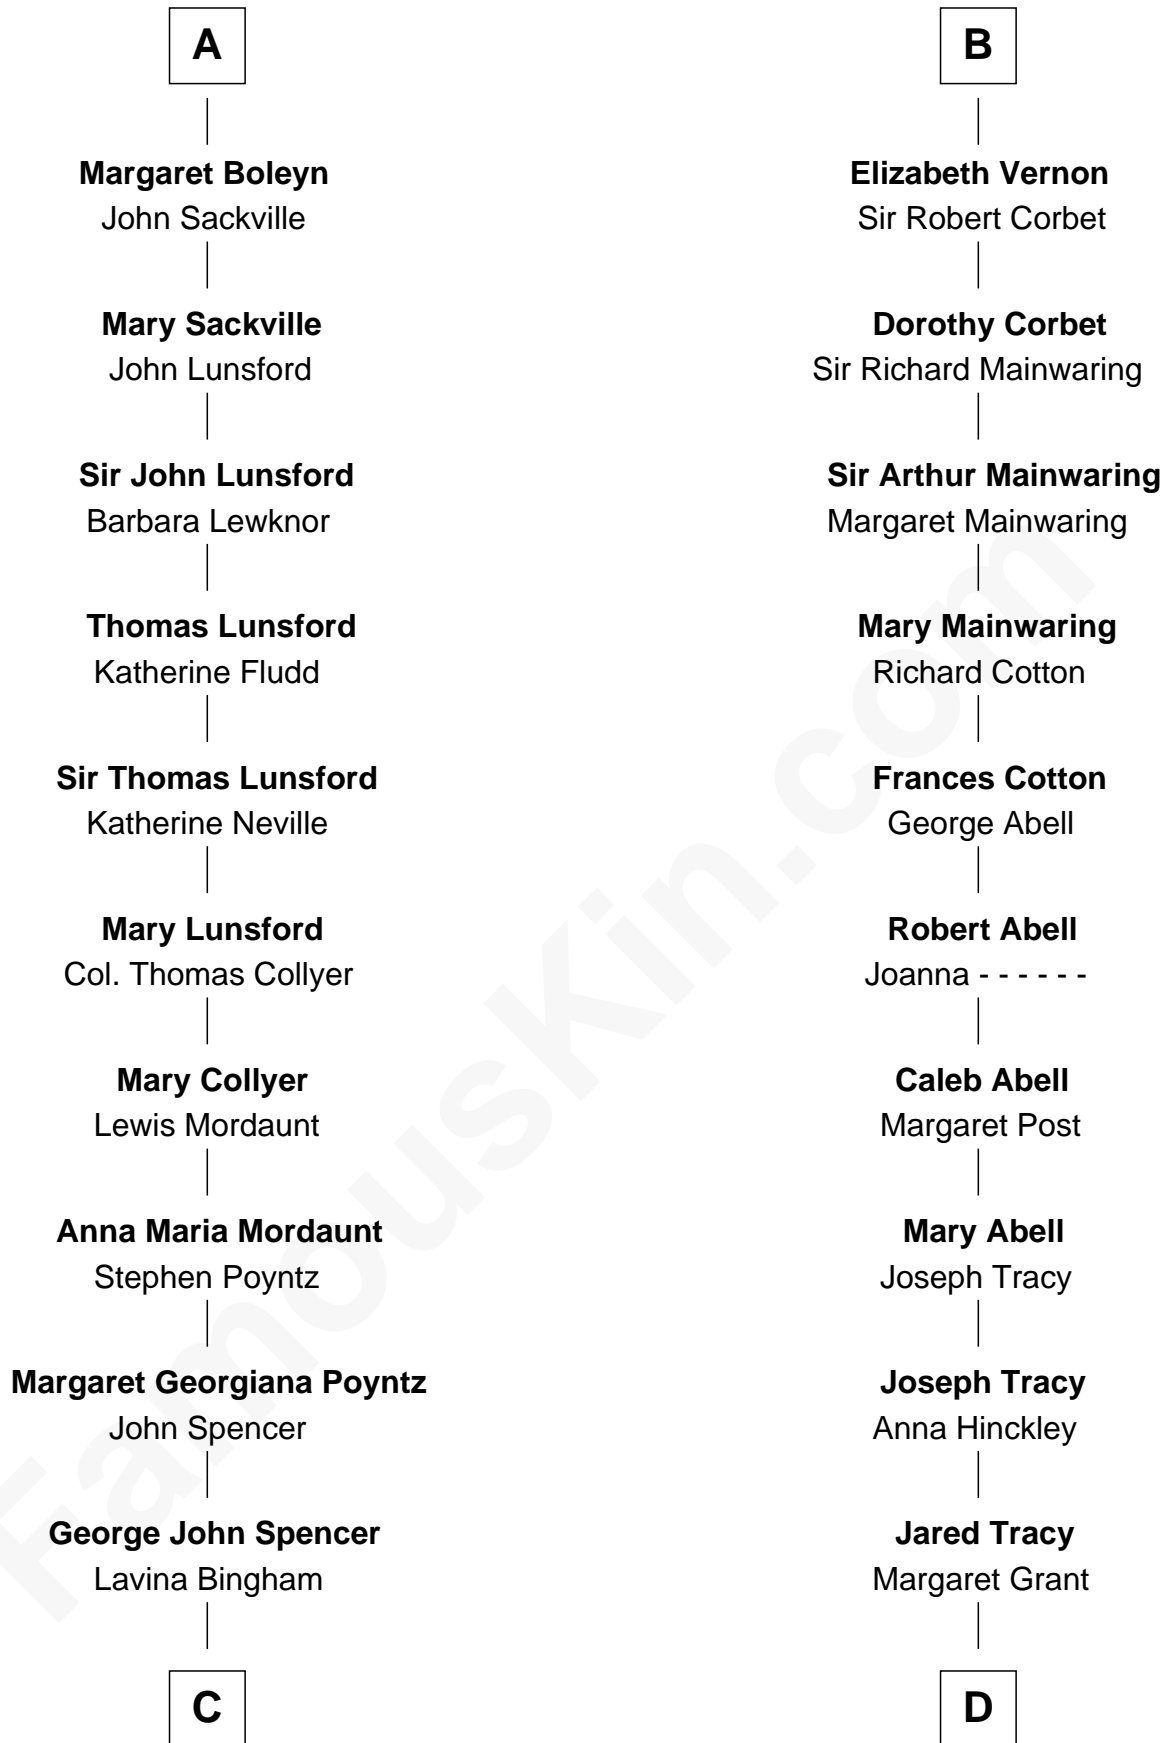 A
Margaret Boleyn
John Sackville
Mary Sackville
John Lunsford
Sir John Lunsford
Barbara Lewknor
Thomas Lunsford
Katherine Fludd
Sir Thomas Lunsford
Katherine Neville
Mary Lunsford
Col. Thomas Collyer
Mary Collyer
Lewis Mordaunt
Anna Maria Mordaunt
Stephen Poyntz
Margaret Georgiana Poyntz
John Spencer
George John Spencer
Lavina Bingham
C
B
Elizabeth Vernon
Sir Robert Corbet
Dorothy Corbet
Sir Richard Mainwaring
Sir Arthur Mainwaring
Margaret Mainwaring
Mary Mainwaring
Richard Cotton
Frances Cotton
George Abell
Robert Abell
Joanna - - - - - -
Caleb Abell
Margaret Post
Mary Abell
Joseph Tracy
Joseph Tracy
Anna Hinckley
Jared Tracy
Margaret Grant
D
FamousKin.com